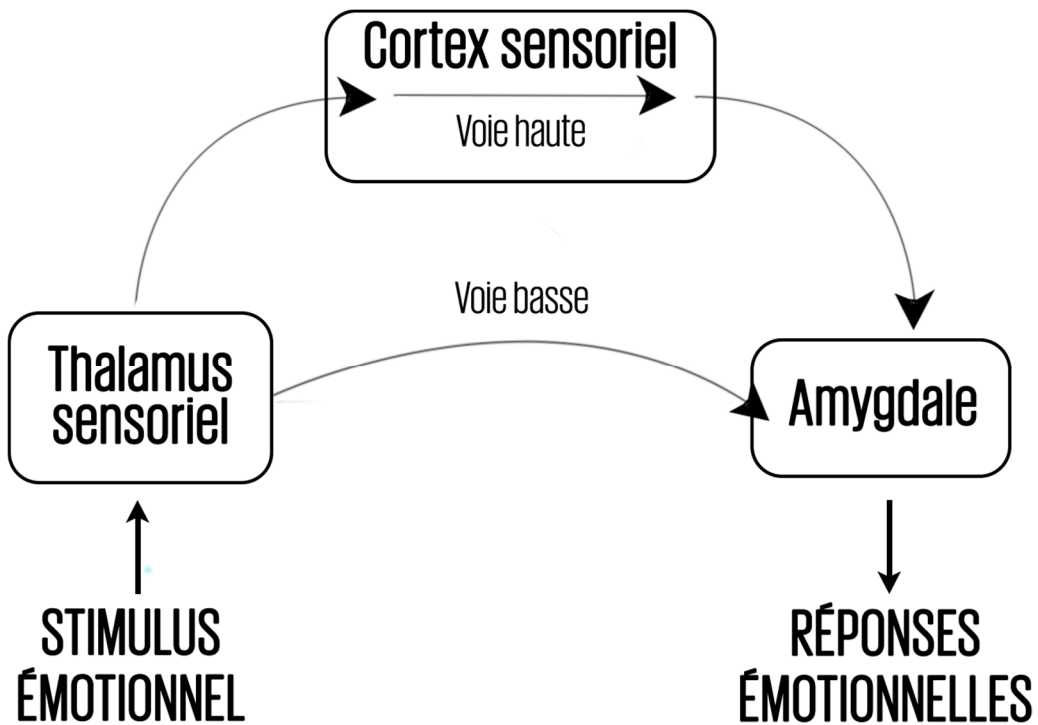 Cortex sensoriel
Voie haute
Voie basse
Thalamus
sensoriel
Amygdale
STIMULUS
ÉMOTIONNEL
RÉPONSES
ÉMOTIONNELLES